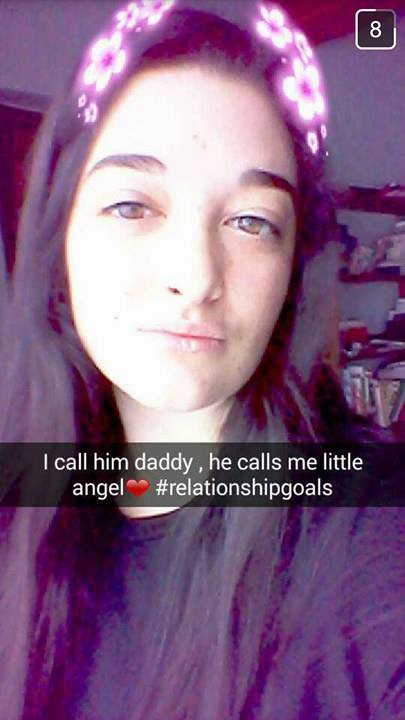 8
I call him daddy , he calls me little
angel❤ #relationshipgoals